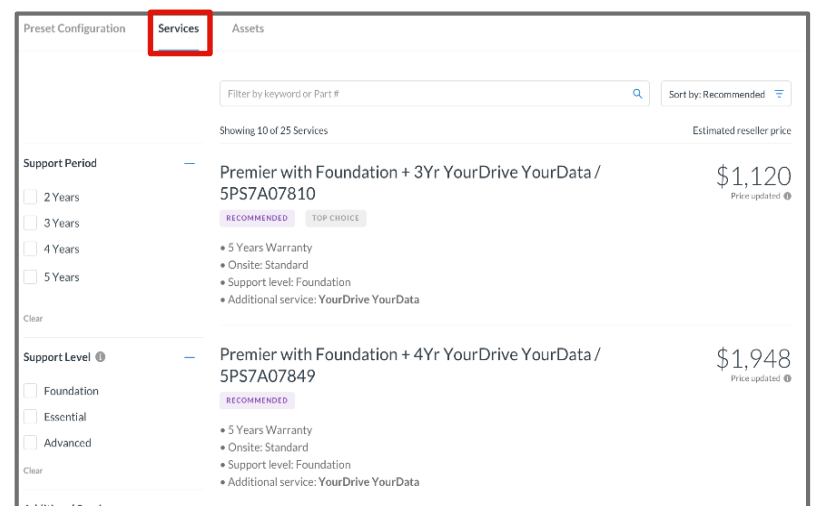 Preset Configuration Services Assets
Filter by keyword or Part #
Sort by: Recommended
Showing 10 of 25 Services
Estimated reseller price
Support Period
2 Years
3 Years
4 Years
5 Years
Clear
Support Level
Foundation
Essential
Advanced
Clear
Premier with Foundation + 3Yr YourDrive YourData /
5PS7A07810
$1,120
Price updated
RECOMMENDED TOP CHOICE
• 5 Years Warranty
• Onsite: Standard
• Support level: Foundation
• Additional service: YourDrive YourData
Premier with Foundation + 4Yr YourDrive YourData /
5PS7A07849
$1,948
Price updated
RECOMMENDED
• 5 Years Warranty
• Onsite: Standard
• Support level: Foundation
• Additional service: YourDrive YourData